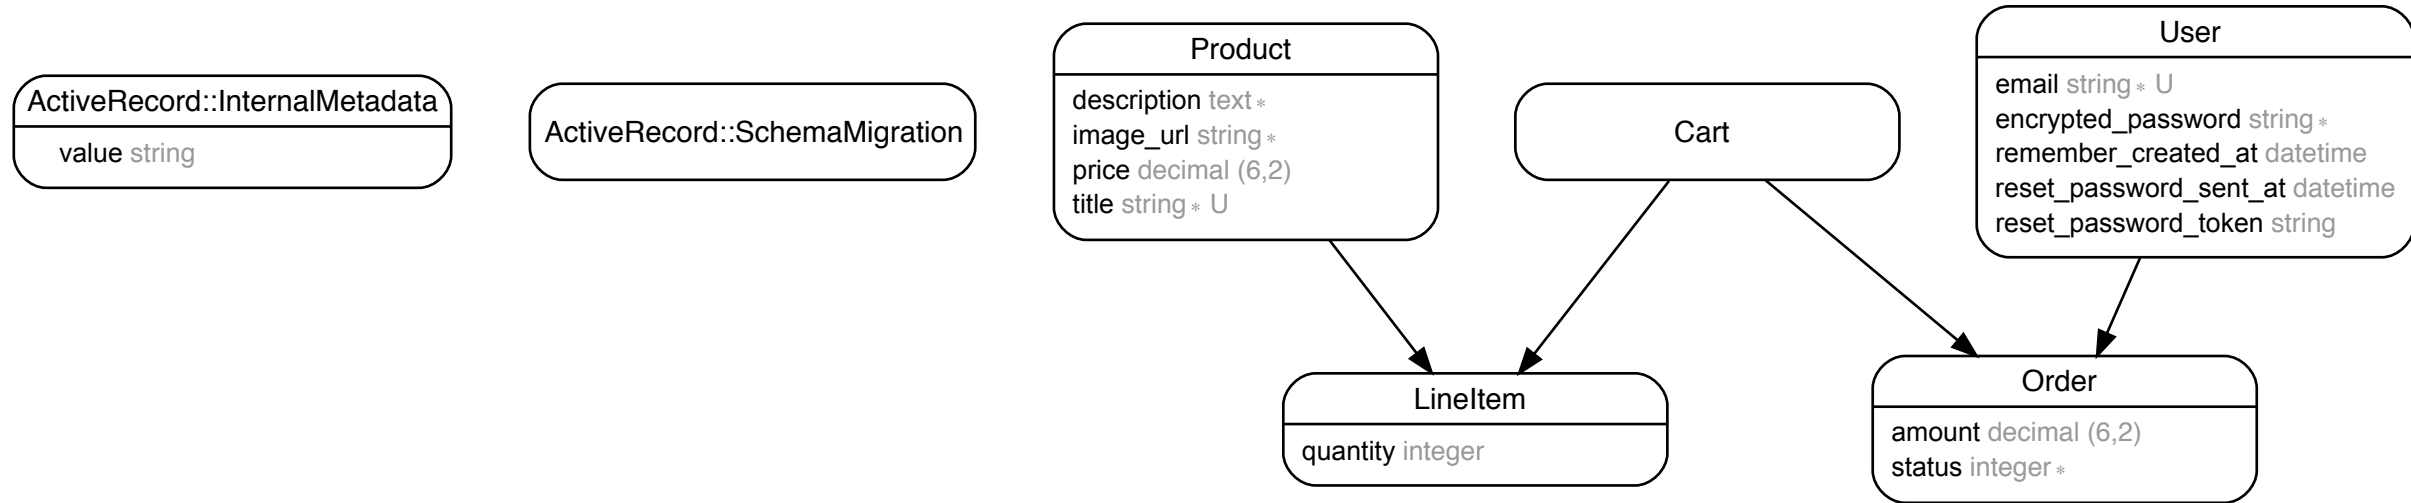 ActiveRecord::InternalMetadata
value string
ActiveRecord::SchemaMigration
Product
description text *
image_url string *
price decimal (6,2)
title string * U
Cart
User
email string * U
encrypted_password string *
remember_created_at datetime
reset_password_sent_at datetime
reset_password_token string
LineItem
quantity integer
Order
amount decimal (6,2)
status integer *